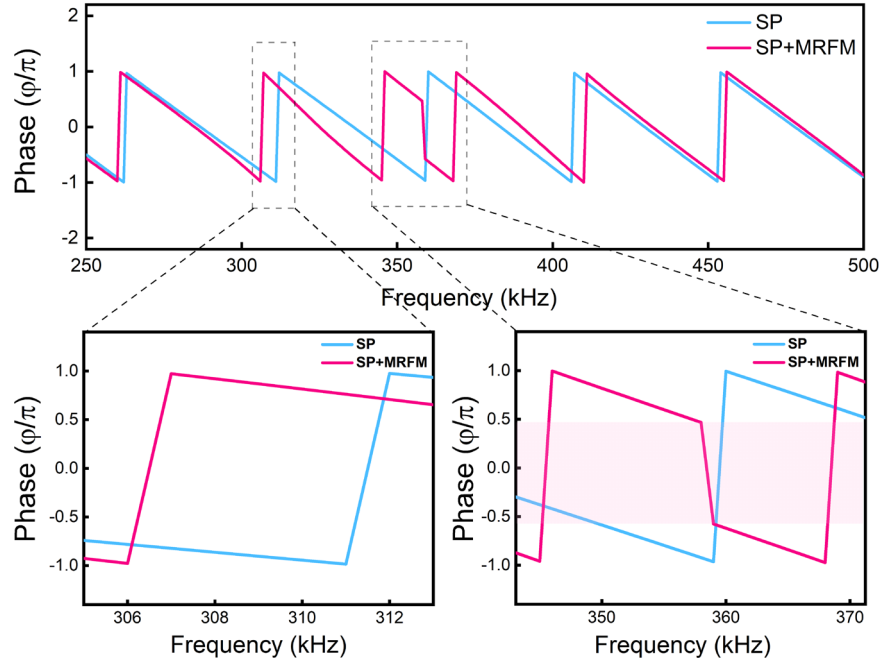 2
1
0
-1
-2
Phase (φ/π)
SP
SP+MRFM
250
300
350
400
450
500
Frequency (kHz)
1.0
0.5
0.0
-0.5
-1.0
Phase (φ/π)
SP
SP+MRFM
306
308
310
312
Frequency (kHz)
1.0
0.5
0.0
-0.5
-1.0
Phase (φ/π)
SP
SP+MRFM
350
360
370
Frequency (kHz)